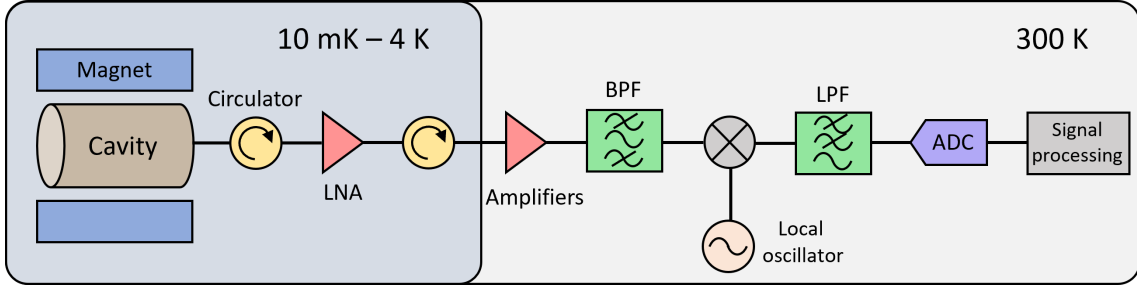 10 mK – 4 K
300 K
Magnet
Circulator
BPF
LPF
Cavity
ADC
Signal
processing
LNA
Amplifiers
Local
oscillator